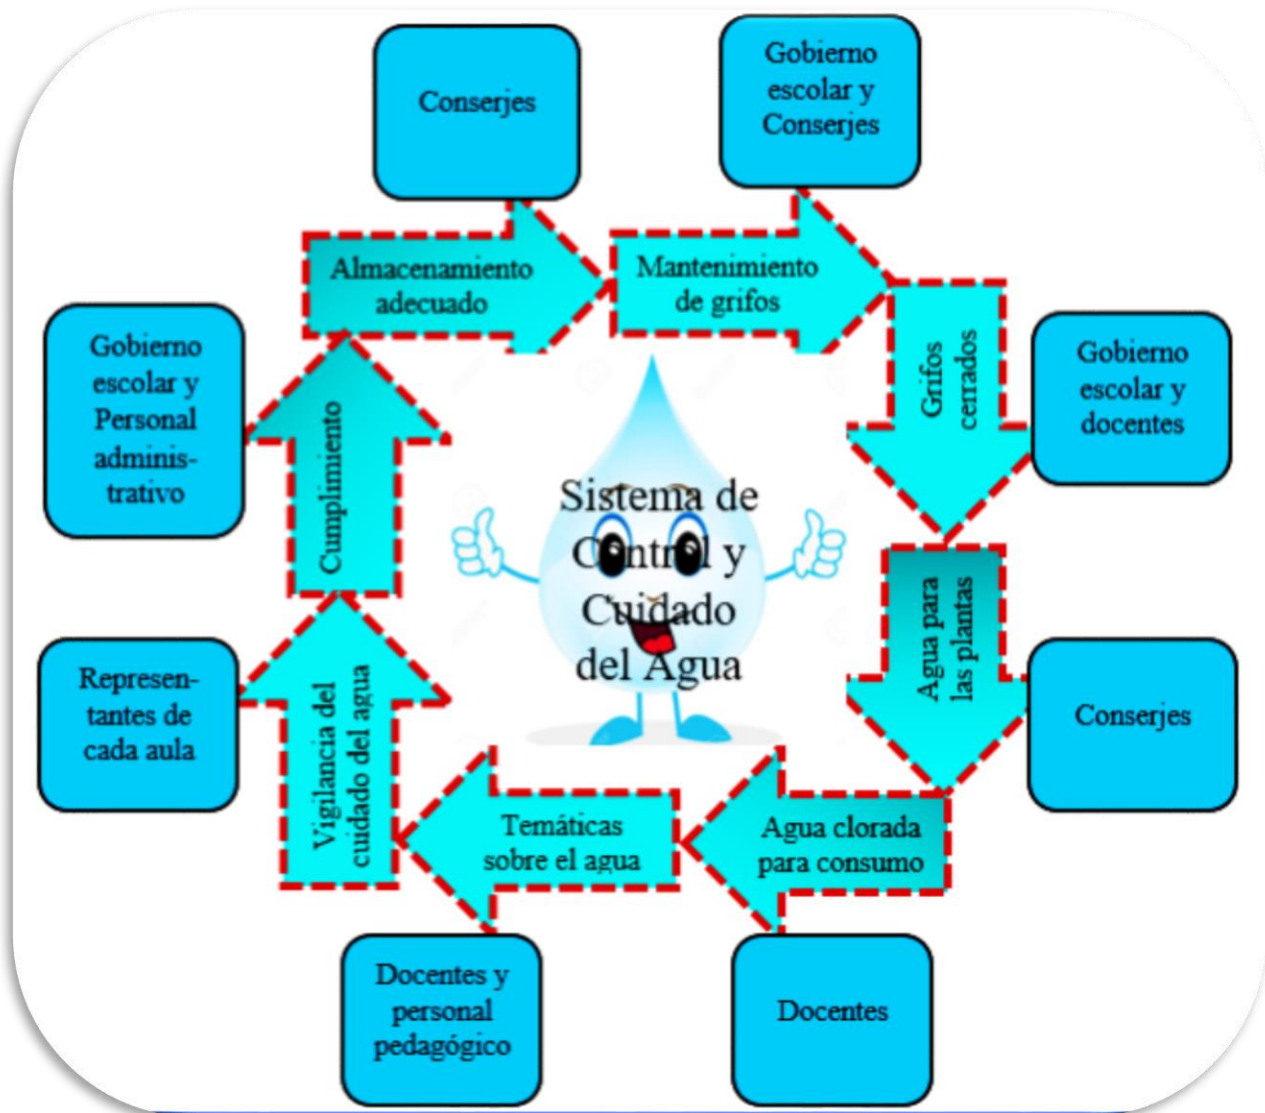 Conserjes
Gobierno
escolar y
Conserjes
Almacenamiento
adecuado
Mantenimiento
de grifos
Grifos
cerrados
Gobierno
escolar y
docentes
Agua para
las plantas
Conserjes
Agua clorada
para consumo
Docentes
Temáticas
sobre el agua
Docentes y
personal
pedagógico
Vigilancia del
cuidado del agua
Represen-
tantes de
cada aula
Cumplimiento
Gobierno
escolar y
Personal
adminis-
trativo
Sistema de
Control y
Cuidado
del Agua